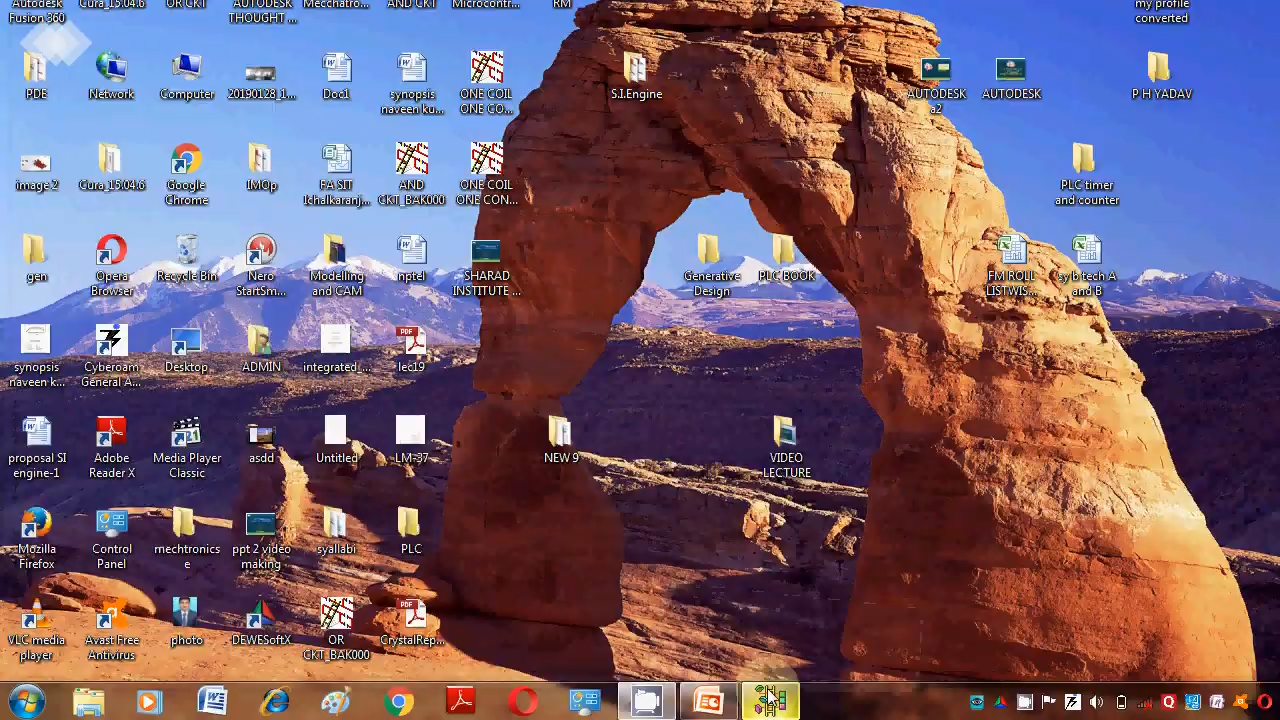 Autodesk
Fusion 360
Cura_15.04.6
OR CKT
AUTODESK
THOUGHT ...
Mecchatro...
AND CKT
Microcontr...
RM
my profile
converted
PDE
Network
Computer
20190128_1...
Doc1
synopsis
naveen ku...
ONE COIL
ONE CO...
S.I.Engine
AUTODESK
a2
AUTODESK
P H YADAV
image 2
Cura_15.04.6
Google
Chrome
IMOp
FA SIT
Ichalkaranj...
AND
CKT_BAK000
ONE COIL
ONE CON...
PLC timer
and counter
gen
Opera
Browser
Recycle Bin
Nero
StartSm...
Modelling
and CAM
nptel
SHARAD
INSTITUTE ...
Generative
Design
PLC BOOK
FM ROLL
LISTWIS...
sy b tech A
and B
synopsis
naveen k...
Cyberoam
General A...
Desktop
ADMIN
integrated_...
lec19
proposal SI
engine-1
Adobe
Reader X
Media Player
Classic
asdd
Untitled
LM-37
NEW 9
VIDEO
LECTURE
Mozilla
Firefox
Control
Panel
mechtronics
e
ppt 2 video
making
syallabi
PLC
VLC media
player
Avast Free
Antivirus
photo
DEWESoftX
OR
CKT_BAK000
CrystalRep...